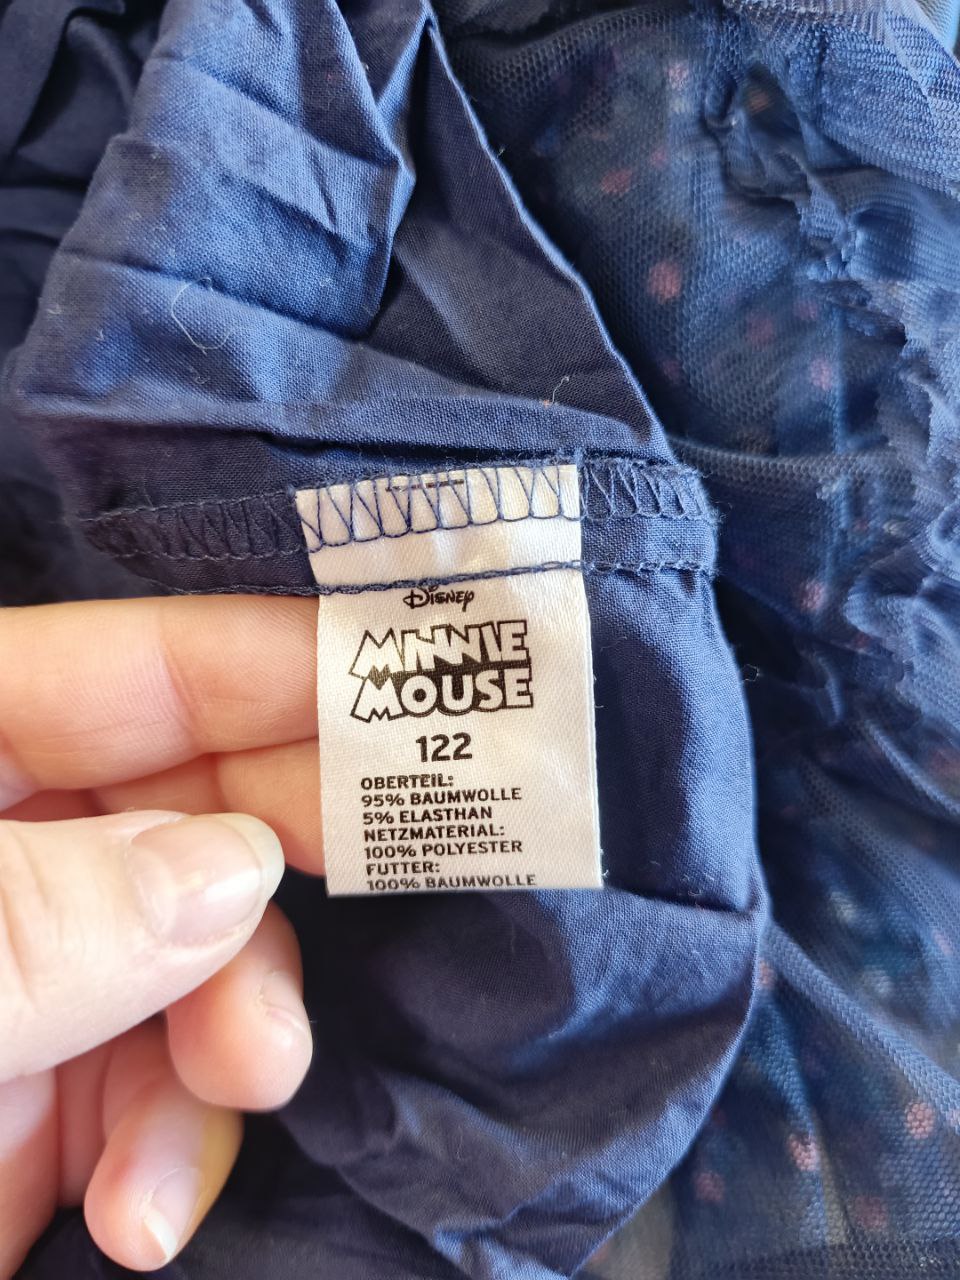 Disney
MINNIE
MOUSE
122
OBERTEIL:
95% BAUMWOLLE
5% ELASTHAN
NETZMATERIAL:
100% POLYESTER
FUTTER:
100% BAUMWOLLE